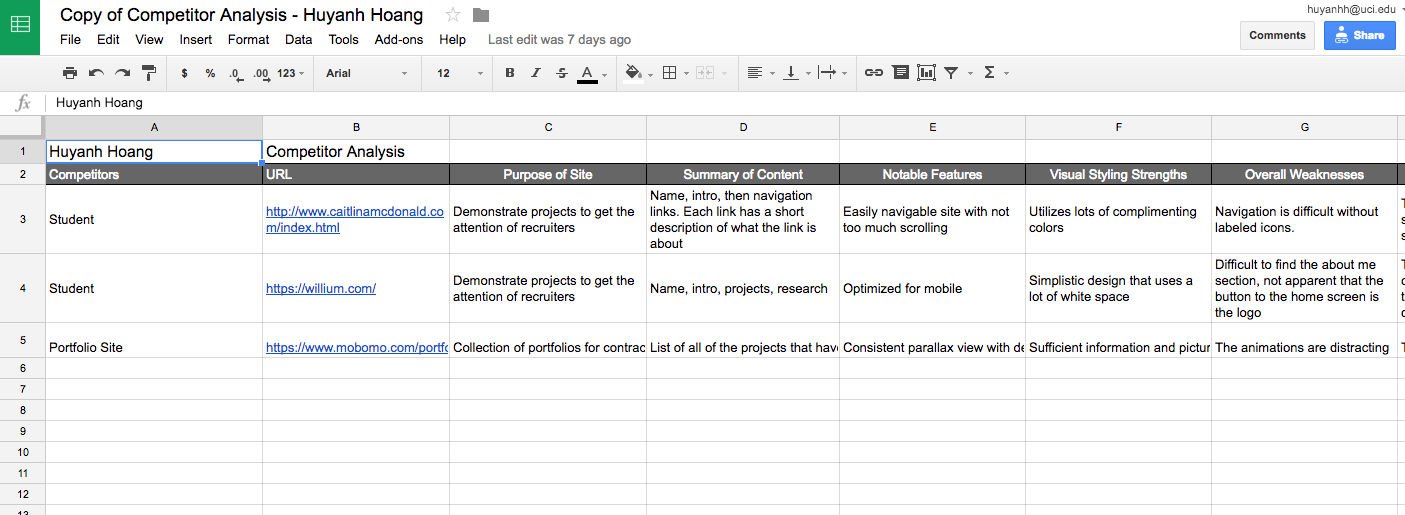 Copy of Competitor Analysis - Huyanh Hoang
huyanhh@uci.edu
File Edit View Insert Format Data Tools Add-ons Help Last edit was 7 days ago
Comments Share
$ % .0 .00 123 Arial 12 B I S A Σ
fx Huyanh Hoang
A B C D E F G
1 Huyanh Hoang Competitor Analysis
2 Competitors URL Purpose of Site Summary of Content Notable Features Visual Styling Strengths Overall Weaknesses
3 Student
http://www.caitlinamcdonald.co
m/index.html
Demonstrate projects to get the
attention of recruiters
Name, intro, then navigation
links. Each link has a short
description of what the link is
about
Easily navigable site with not
too much scrolling
Utilizes lots of complimenting
colors
Navigation is difficult without
labeled icons.
4 Student
https://willium.com/
Demonstrate projects to get the
attention of recruiters
Name, intro, projects, research
Optimized for mobile
Simplistic design that uses a
lot of white space
Difficult to find the about me
section, not apparent that the
button to the home screen is
the logo
5 Portfolio Site
https://www.mobomo.com/portfo
Collection of portfolios for contrac
List of all of the projects that hav
Consistent parallax view with de
Sufficient information and pictur
The animations are distracting
6
7
8
9
10
11
12